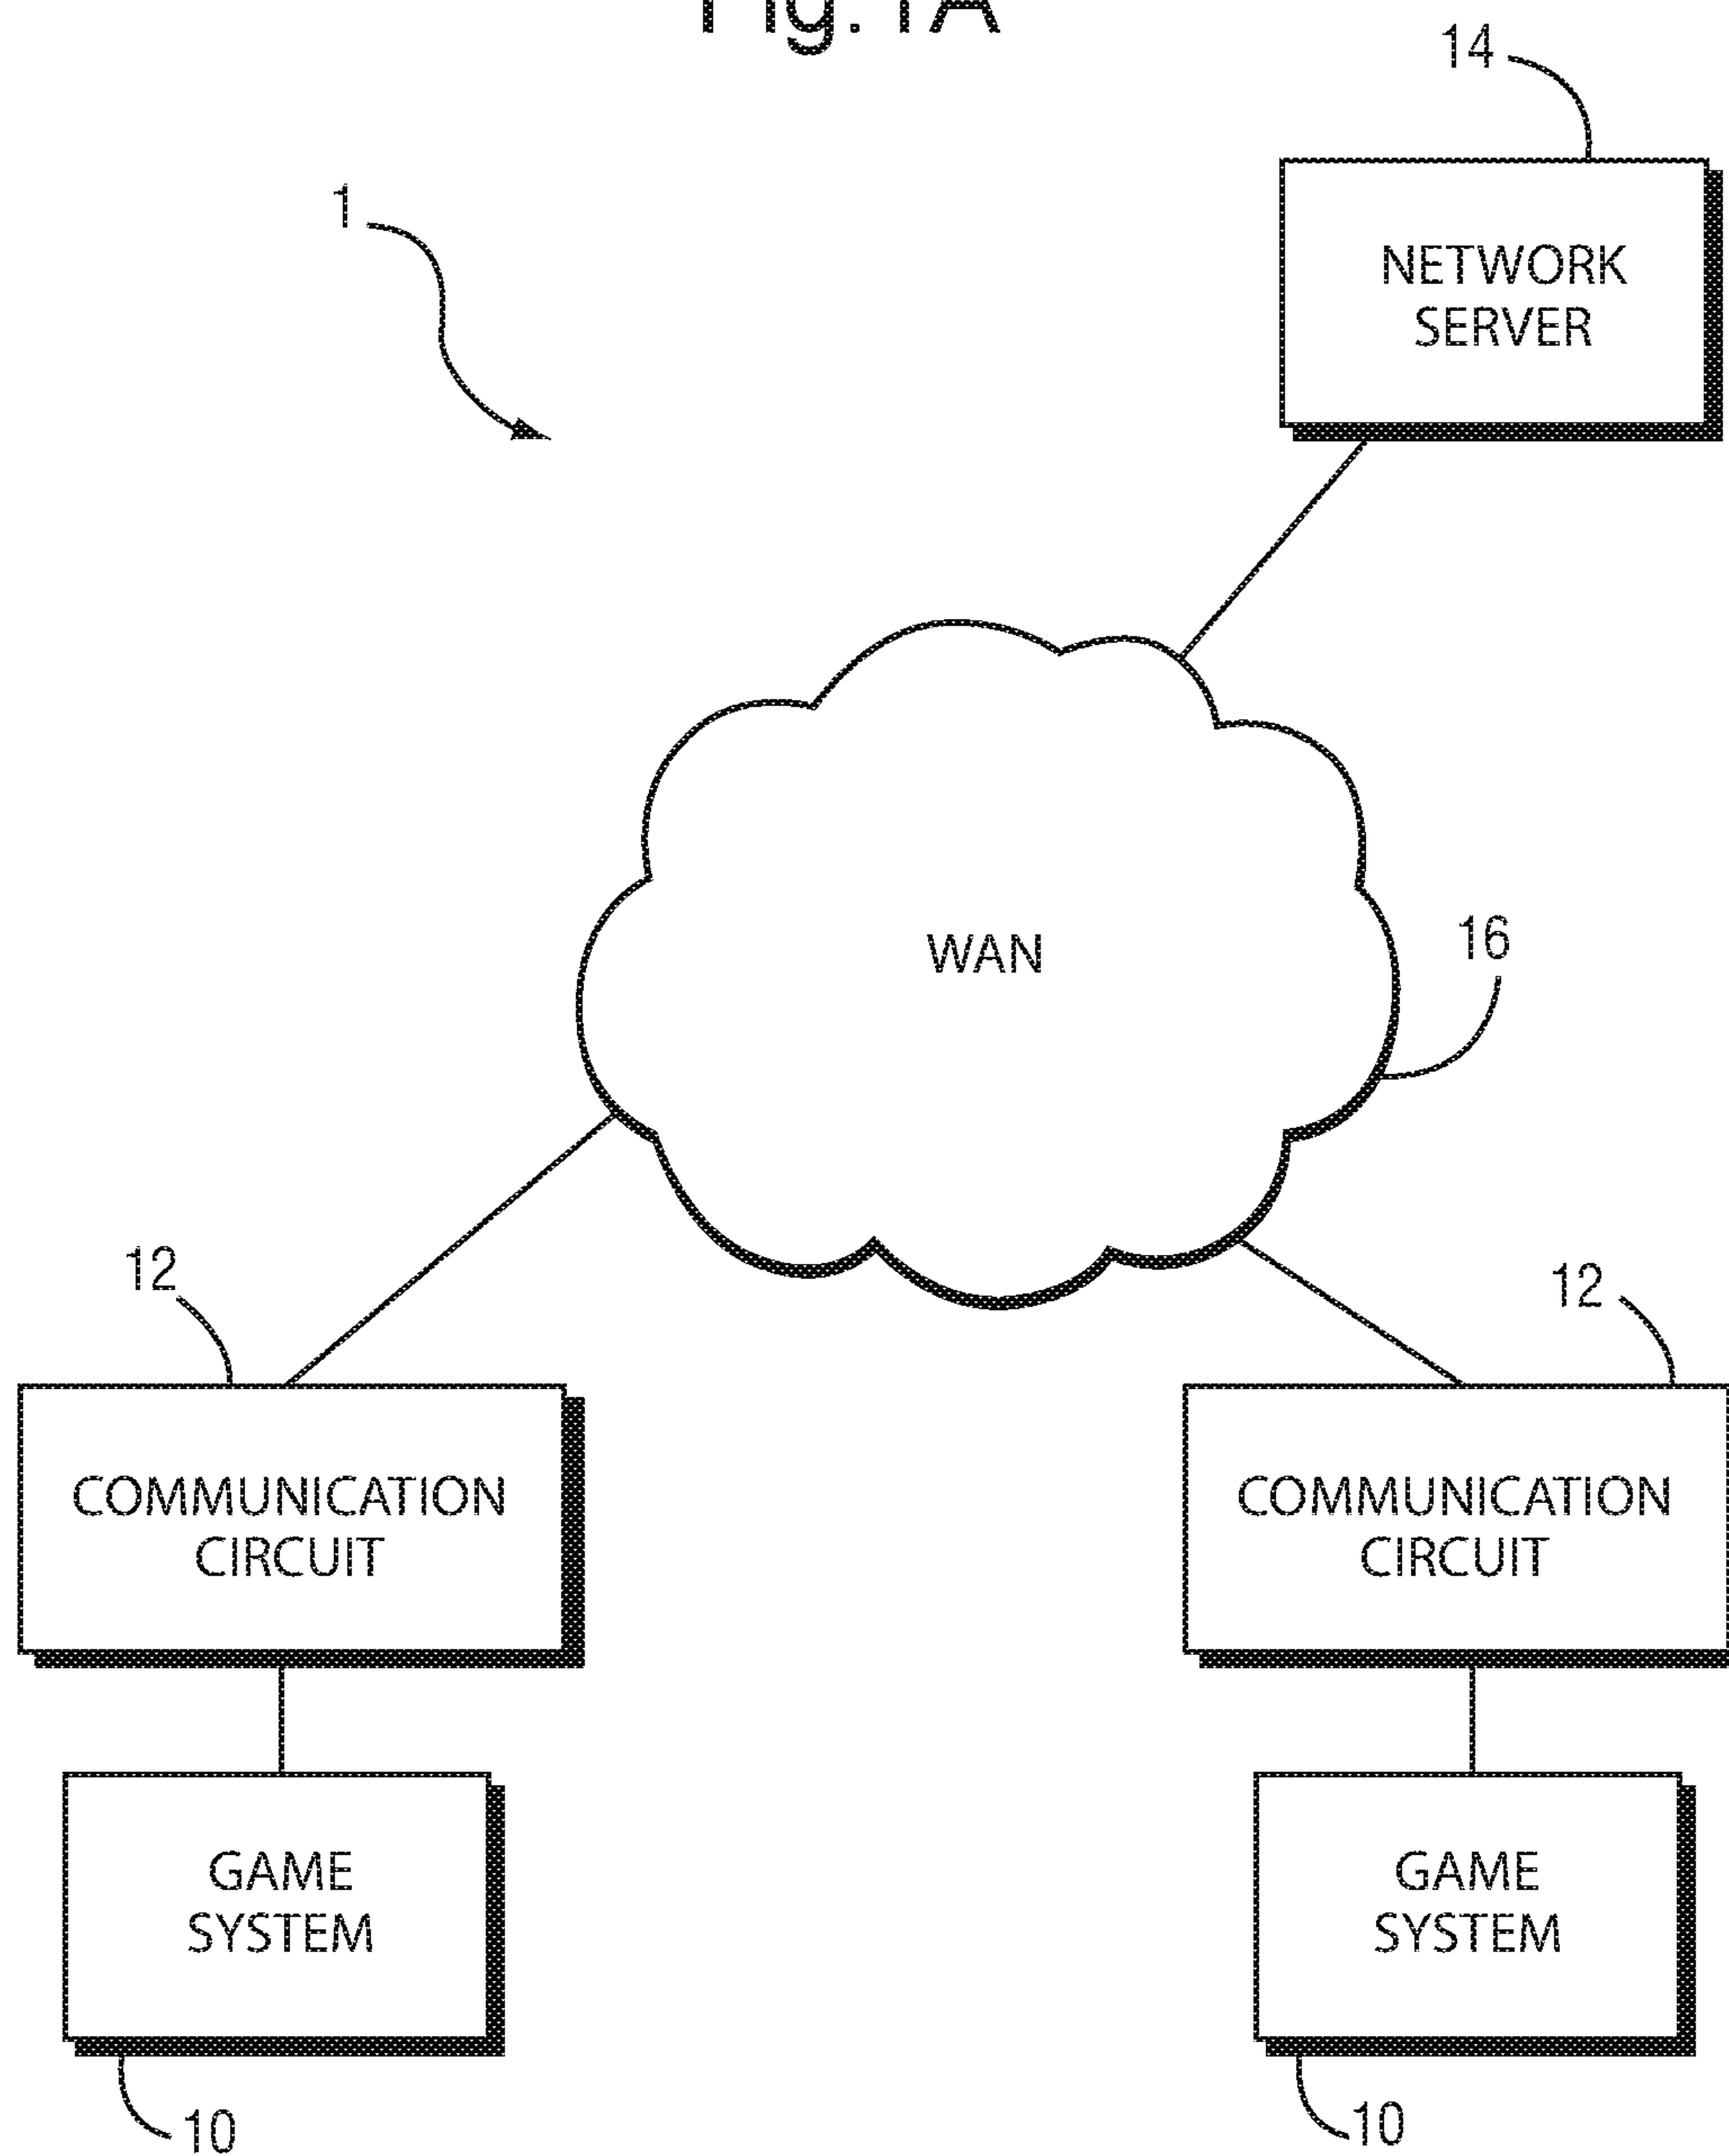 Fig. 1A
14
1
NETWORK
SERVER
WAN
16
12
12
COMMUNICATION
CIRCUIT
COMMUNICATION
CIRCUIT
GAME
SYSTEM
GAME
SYSTEM
10
10